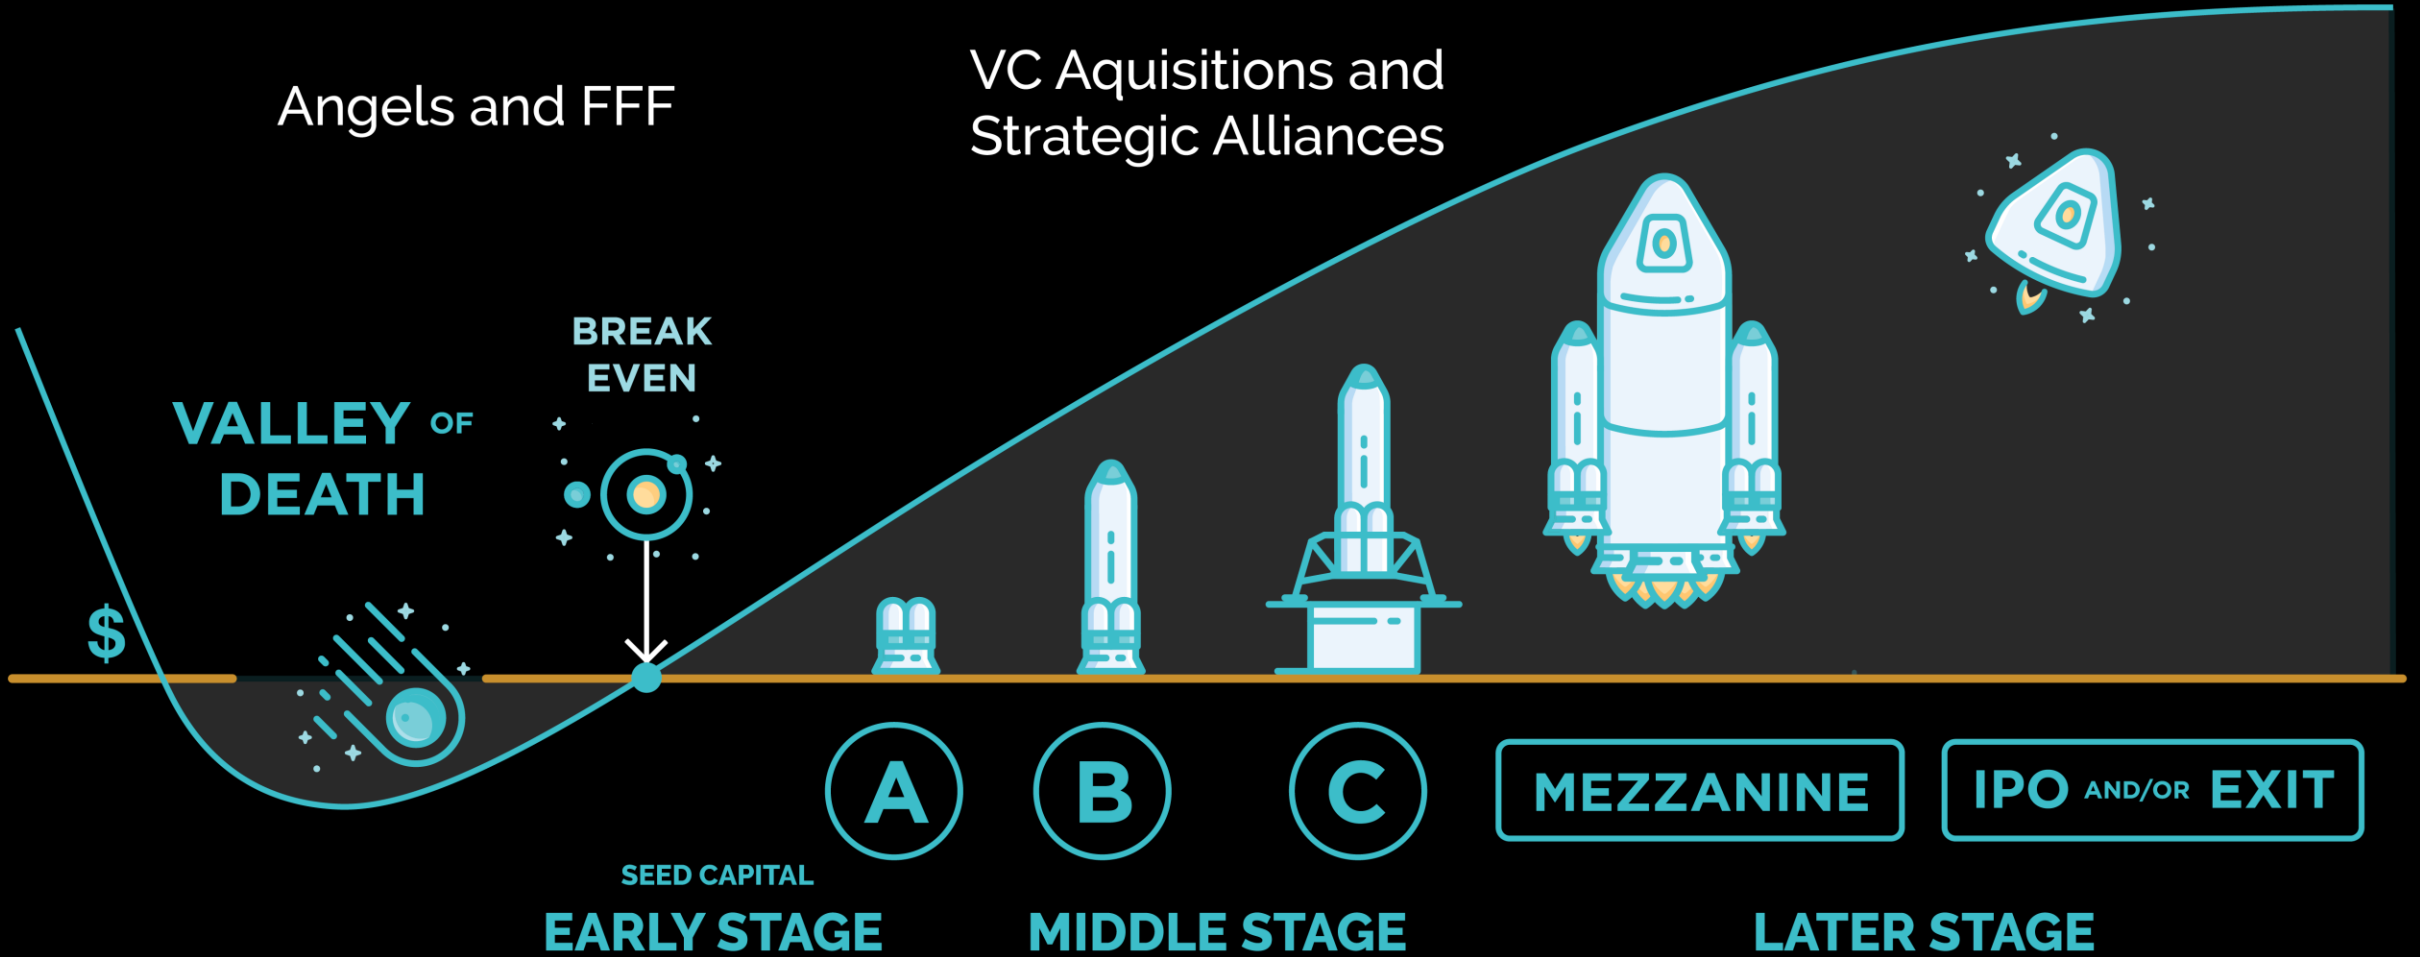 Angels and FFF
VC Aquisitions and
Strategic Alliances
BREAK
EVEN
VALLEY OF
DEATH
$
A
B
C
MEZZANINE
IPO AND/OR EXIT
SEED CAPITAL
EARLY STAGE
MIDDLE STAGE
LATER STAGE